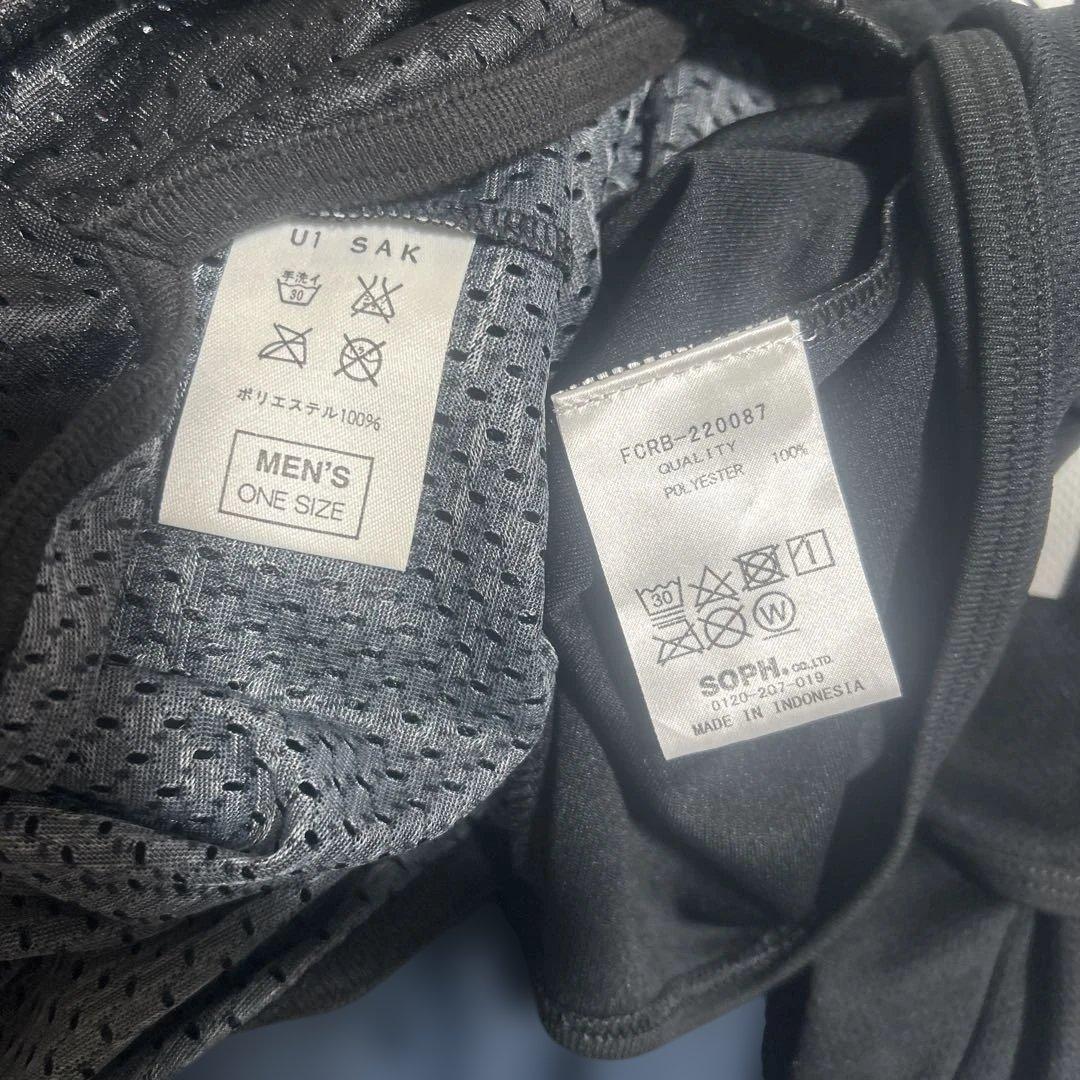 U1 SAK
手洗イ
30
ポリエステル100%
MEN'S
ONE SIZE
FCRB-220087
QUALITY
POLYESTER 100%
30
W
SOPH. CO.,LTD
0120-207-019
MADE IN INDONESIA